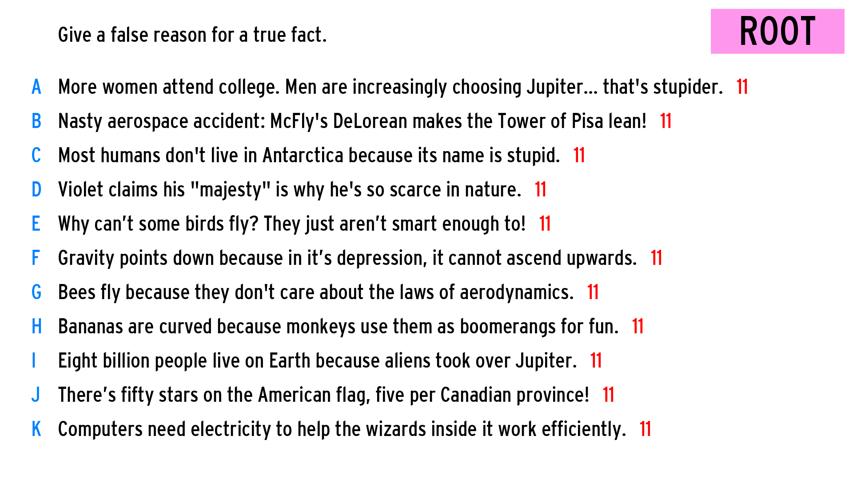 Give a false reason for a true fact.
ROOT
A More women attend college. Men are increasingly choosing Jupiter... that's stupider. 11
B Nasty aerospace accident: McFly's DeLorean makes the Tower of Pisa lean! 11
C Most humans don't live in Antarctica because its name is stupid. 11
D Violet claims his "majesty" is why he's so scarce in nature. 11
E Why can’t some birds fly? They just aren’t smart enough to! 11
F Gravity points down because in it’s depression, it cannot ascend upwards. 11
G Bees fly because they don't care about the laws of aerodynamics. 11
H Bananas are curved because monkeys use them as boomerangs for fun. 11
I Eight billion people live on Earth because aliens took over Jupiter. 11
J There’s fifty stars on the American flag, five per Canadian province! 11
K Computers need electricity to help the wizards inside it work efficiently. 11